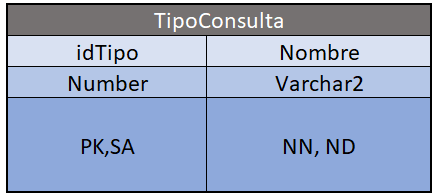 TipoConsulta
idTipo Nombre
Number Varchar2
PK,SA NN, ND